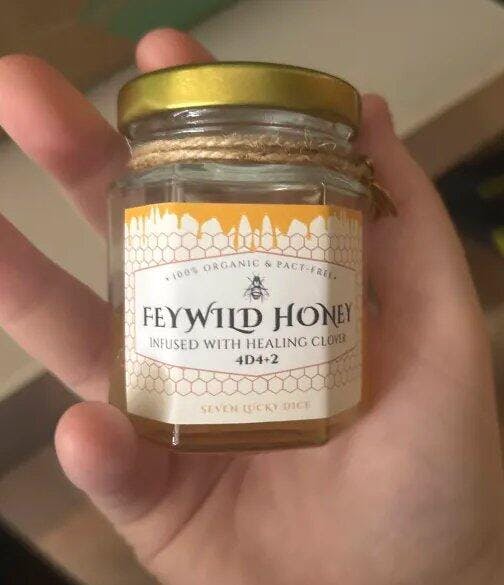 • 100% ORGANIC & PACT-FREE •
FEYWILD HONEY
INFUSED WITH HEALING CLOVER
4D4+2
SEVEN LUCKY DICE